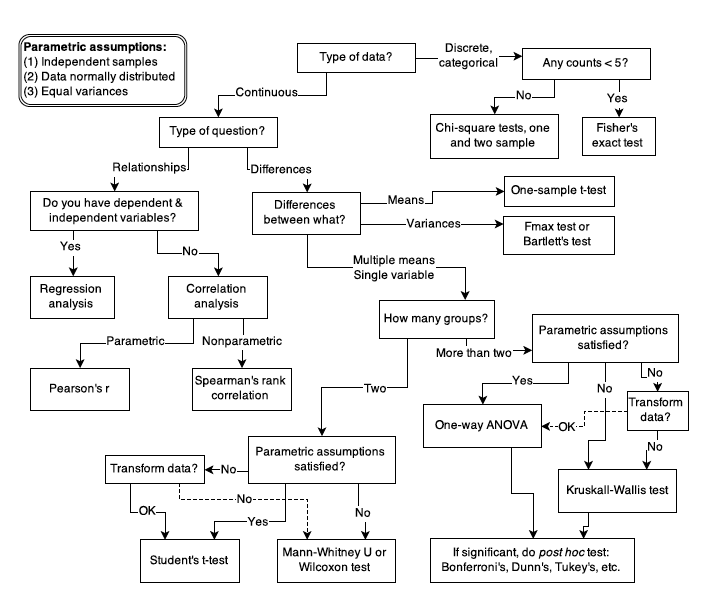 Parametric assumptions:
(1) Independent samples
(2) Data normally distributed
(3) Equal variances
Type of data?
Discrete,
categorical
Any counts < 5?
Continuous
No
Yes
Type of question?
Chi-square tests, one
and two sample
Fisher's
exact test
Relationships
Differences
Do you have dependent &
independent variables?
Differences
between what?
Means
One-sample t-test
Variances
Fmax test or
Bartlett's test
Yes
No
Multiple means
Single variable
Regression
analysis
Correlation
analysis
How many groups?
Parametric assumptions
satisfied?
More than two
Parametric
Nonparametric
Pearson's r
Spearman's rank
correlation
Two
Yes
No
No
Transform
data?
One-way ANOVA
OK
No
Parametric assumptions
satisfied?
Transform data?
No
Kruskall-Wallis test
No
OK
Yes
No
Student's t-test
Mann-Whitney U or
Wilcoxon test
If significant, do post hoc test:
Bonferroni's, Dunn's, Tukey's, etc.